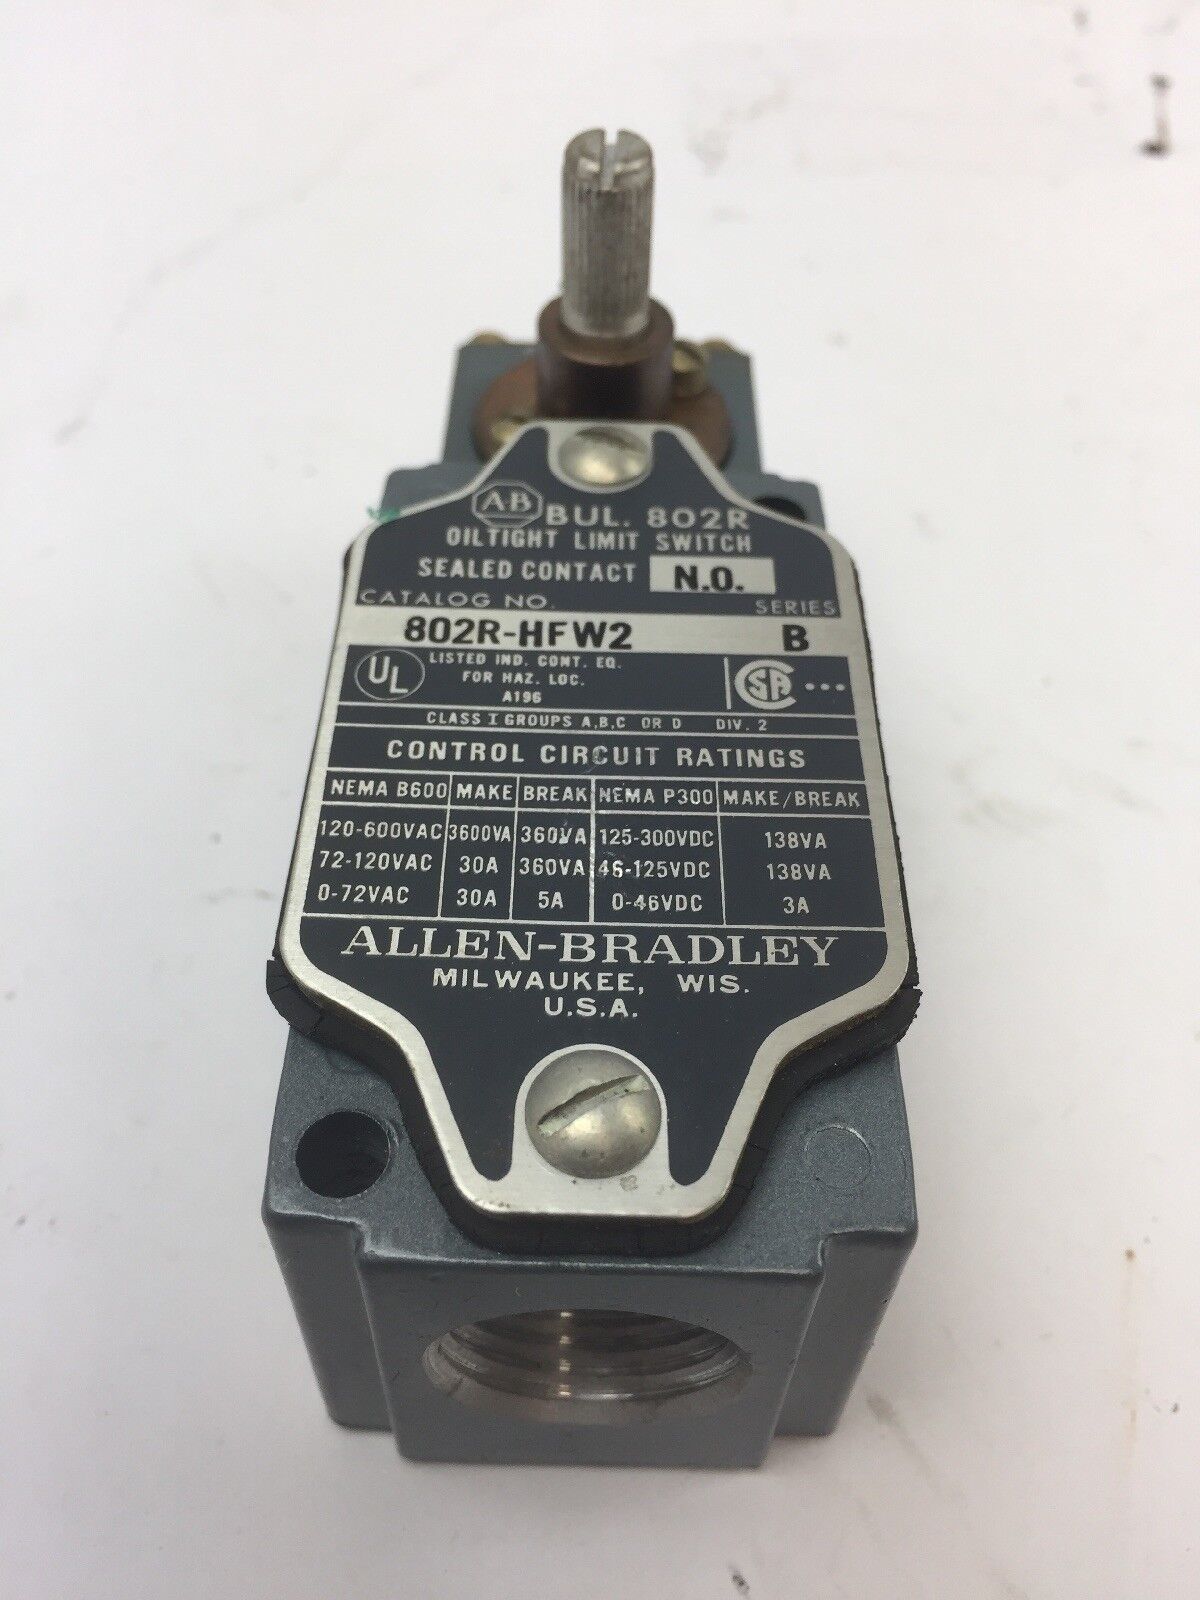 A-B BUL. 802R
OILTIGHT LIMIT SWITCH
SEALED CONTACT N.O.
CATALOG NO. SERIES
802R-HFW2 B
UL LISTED IND. CONT. EQ. CSA
FOR HAZ. LOC.
A196
CLASS I GROUPS A,B,C OR D DIV. 2
CONTROL CIRCUIT RATINGS
NEMA B600 MAKE BREAK NEMA P300 MAKE/BREAK
120-600VAC 3600VA 360VA 125-300VDC 138VA
72-120VAC 30A 360VA 46-125VDC 138VA
0-72VAC 30A 5A 0-46VDC 3A
ALLEN-BRADLEY
MILWAUKEE, WIS.
U.S.A.